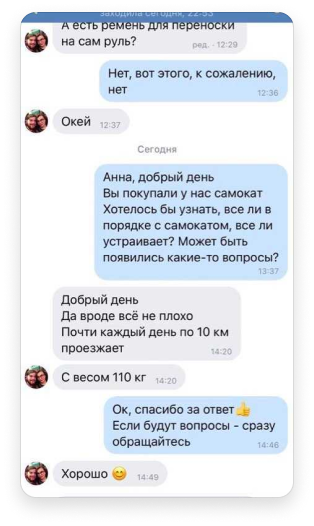 заходила сегодня, 22:53
А есть ремень для переноски
на сам руль?
ред. · 12:29
Нет, вот этого, к сожалению,
нет
12:36
Окей 12:37
Сегодня
Анна, добрый день
Вы покупали у нас самокат
Хотелось бы узнать, все ли в
порядке с самокатом, все ли
устраивает? Может быть
появились какие-то вопросы?
13:37
Добрый день
Да вроде всё не плохо
Почти каждый день по 10 км
проезжает
14:20
С весом 110 кг 14:20
Ок, спасибо за ответ👍
Если будут вопросы - сразу
обращайтесь
14:46
Хорошо 😊 14:49